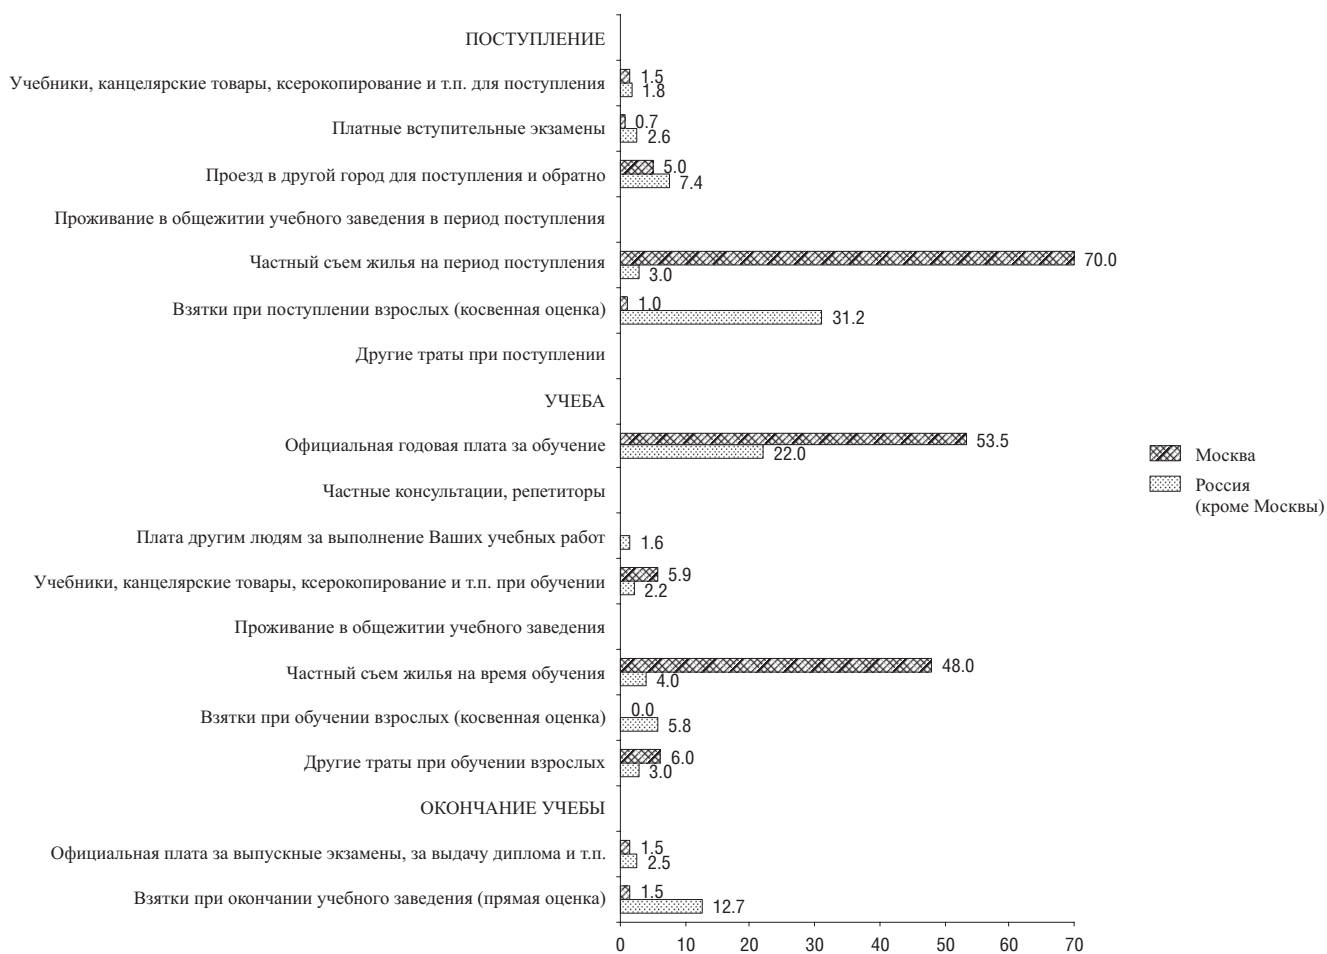 ПОСТУПЛЕНИЕ
Учебники, канцелярские товары, ксерокопирование и т.п. для поступления
1.5
1.8
Платные вступительные экзамены
0.7
2.6
Проезд в другой город для поступления и обратно
5.0
7.4
Проживание в общежитии учебного заведения в период поступления
Частный съем жилья на период поступления
70.0
3.0
Взятки при поступлении взрослых (косвенная оценка)
1.0
31.2
Другие траты при поступлении
УЧЕБА
Официальная годовая плата за обучение
53.5
22.0
Частные консультации, репетиторы
Плата другим людям за выполнение Ваших учебных работ
1.6
Учебники, канцелярские товары, ксерокопирование и т.п. при обучении
5.9
2.2
Проживание в общежитии учебного заведения
Частный съем жилья на время обучения
48.0
4.0
Взятки при обучении взрослых (косвенная оценка)
0.0
5.8
Другие траты при обучении взрослых
6.0
3.0
ОКОНЧАНИЕ УЧЕБЫ
Официальная плата за выпускные экзамены, за выдачу диплома и т.п.
1.5
2.5
Взятки при окончании учебного заведения (прямая оценка)
1.5
12.7
0 10 20 30 40 50 60 70
Москва
Россия
(кроме Москвы)